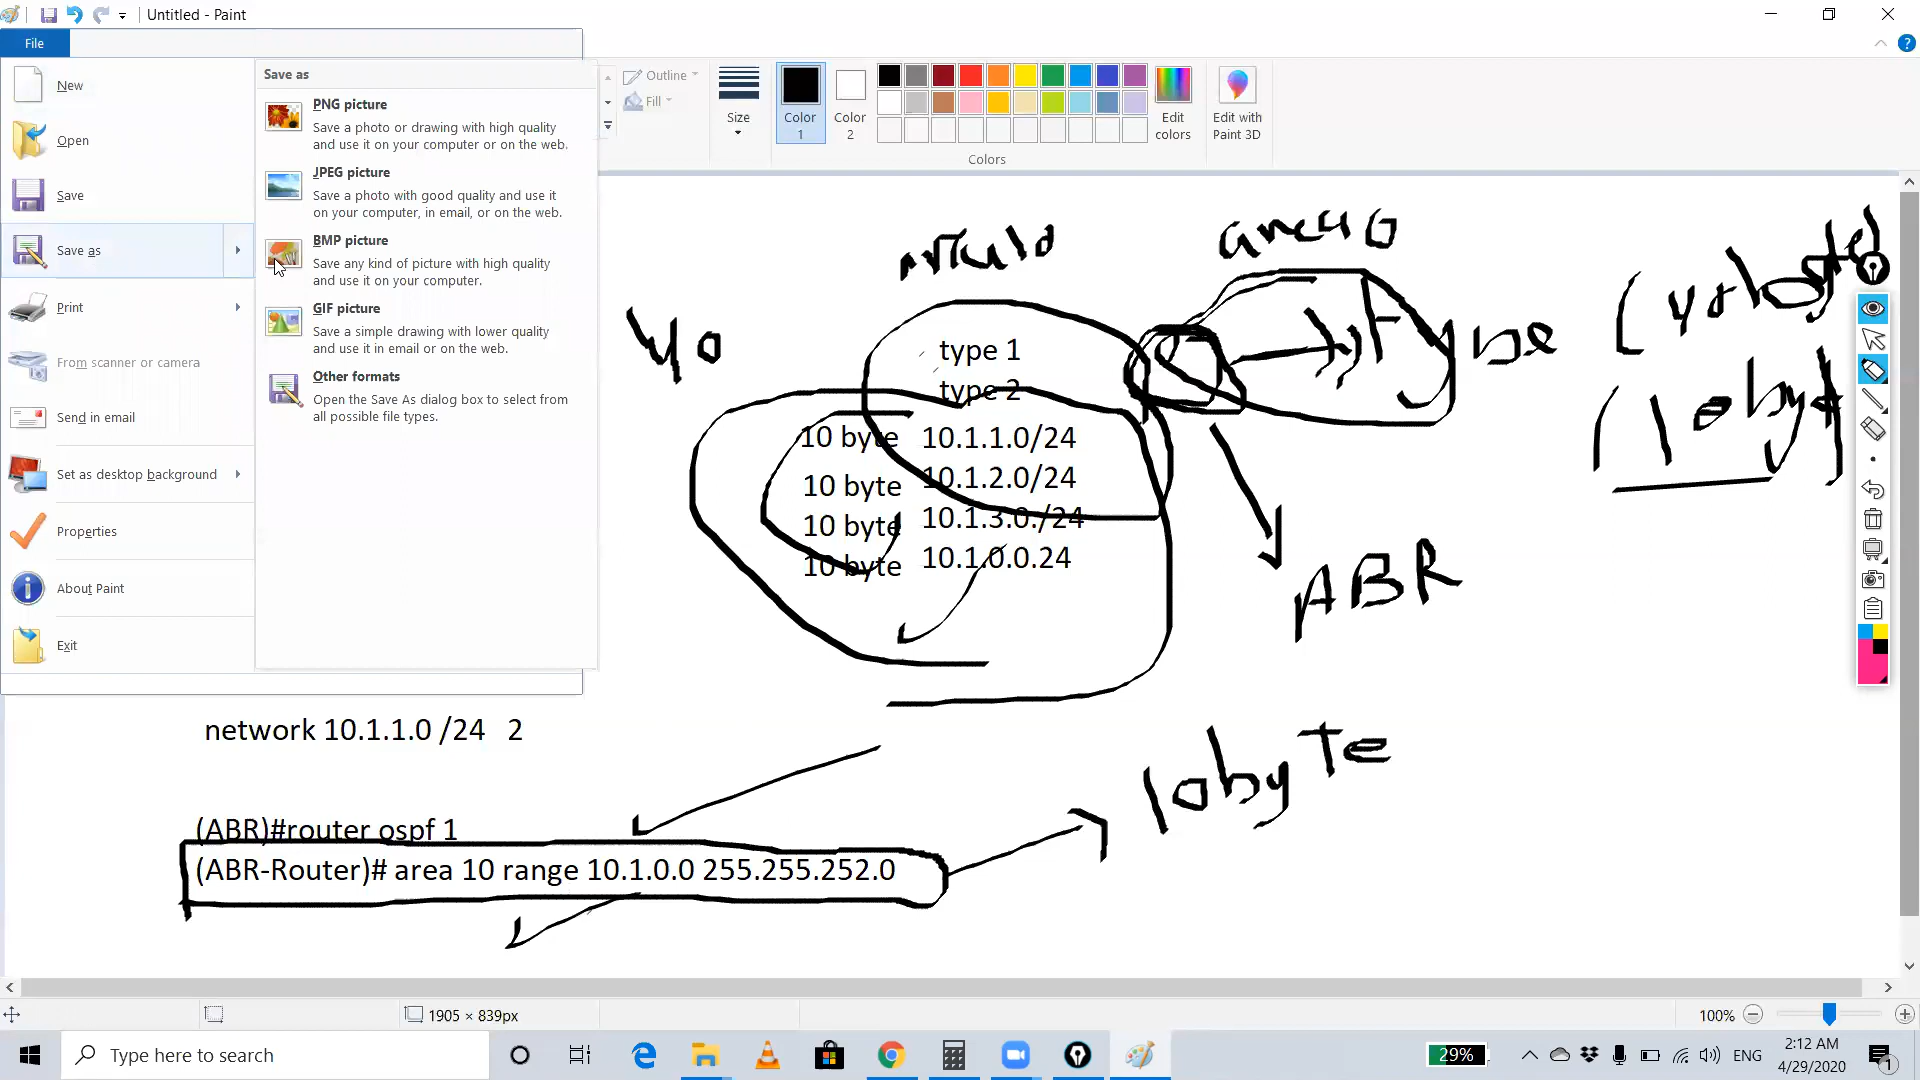 Untitled - Paint
File
New
Open
Save
Save as
Print
From scanner or camera
Send in email
Set as desktop background
Properties
About Paint
Exit
Save as
PNG picture
Save a photo or drawing with high quality
and use it on your computer or on the web.
JPEG picture
Save a photo with good quality and use it
on your computer, in email, or on the web.
BMP picture
Save any kind of picture with high quality
and use it on your computer.
GIF picture
Save a simple drawing with lower quality
and use it in email or on the web.
Other formats
Open the Save As dialog box to select from
all possible file types.
Outline
Fill
Size
Color
1
Color
2
Edit
colors
Edit with
Paint 3D
Colors
40
type 1
type 2
10 byte 10.1.1.0/24
10 byte 10.1.2.0/24
10 byte 10.1.3.0./24
10 byte 10.1.0.0.24
(10byt
ABR
network 10.1.1.0 /24 2
10byte
(ABR)#router ospf 1
(ABR-Router)# area 10 range 10.1.0.0 255.255.252.0
1905 × 839px
100%
Type here to search
29%
ENG
2:12 AM
4/29/2020
1